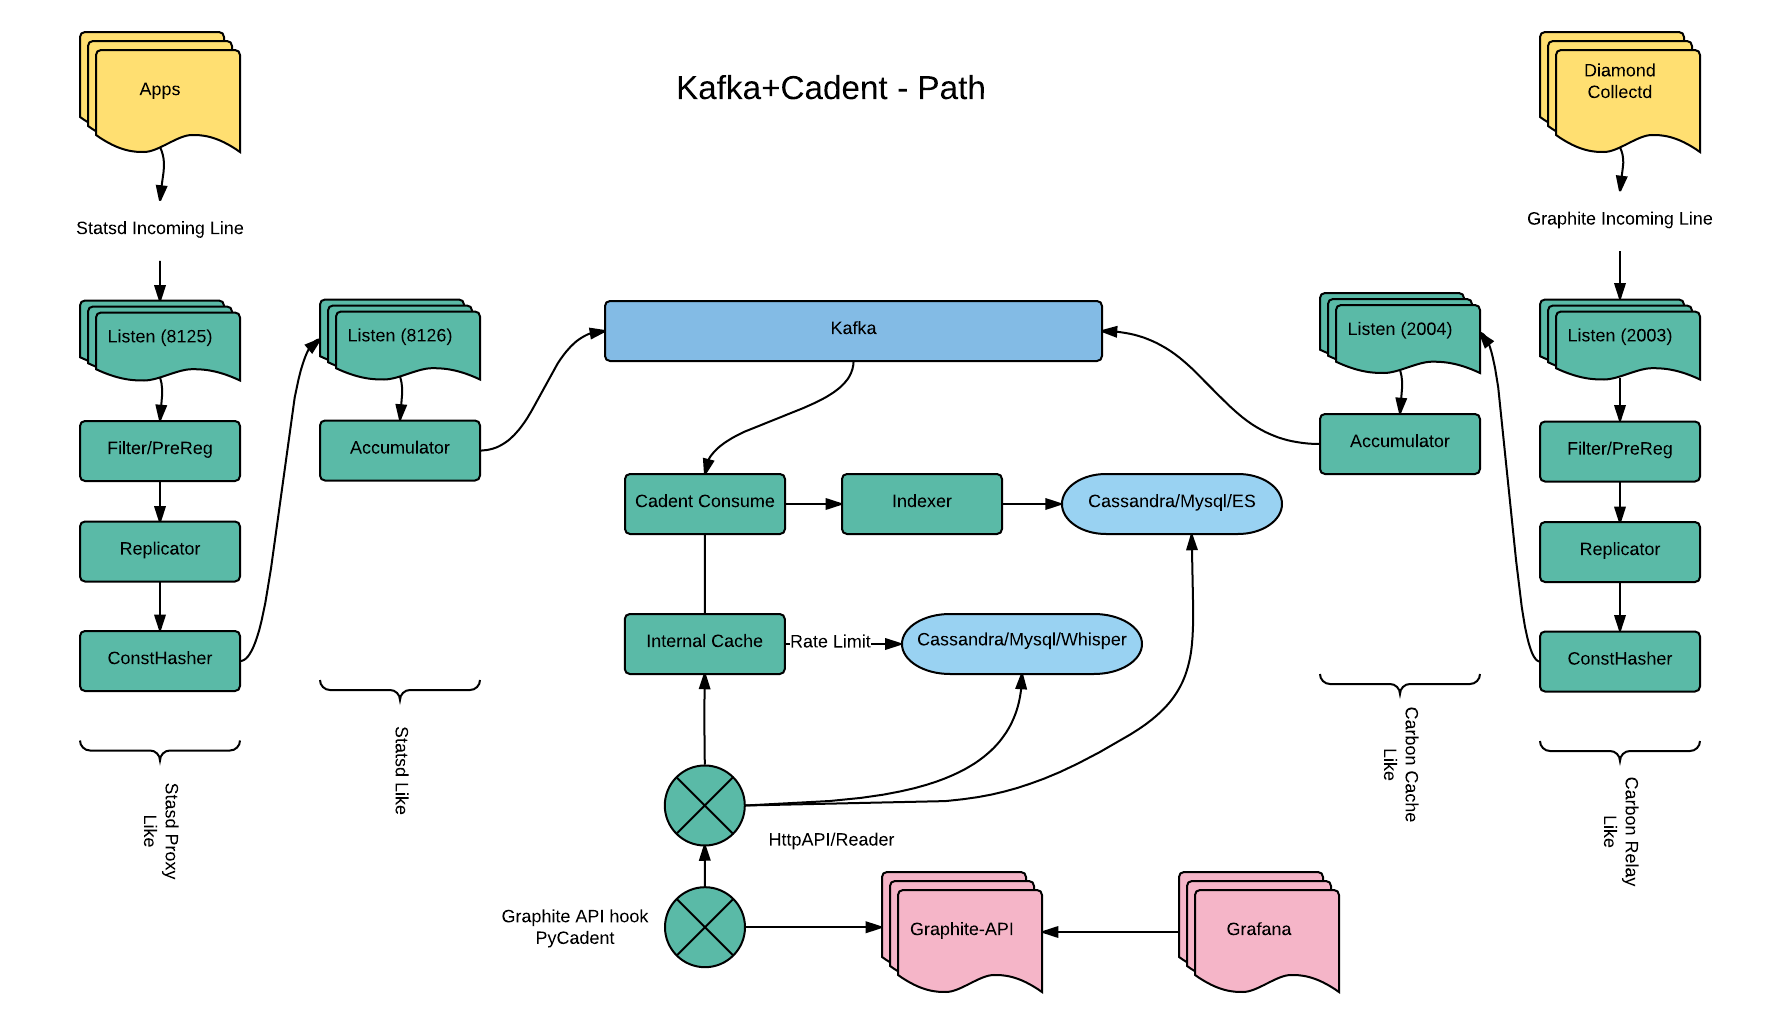 Kafka+Cadent - Path
Apps
Diamond
Collectd
Statsd Incoming Line
Graphite Incoming Line
Listen (8125)
Listen (8126)
Kafka
Listen (2004)
Listen (2003)
Filter/PreReg
Accumulator
Accumulator
Filter/PreReg
Cadent Consume
Indexer
Cassandra/Mysql/ES
Replicator
Replicator
Internal Cache
Rate Limit
Cassandra/Mysql/Whisper
ConstHasher
ConstHasher
Stasd Proxy
Like
Statsd Like
Carbon Cache
Like
Carbon Relay
Like
HttpAPI/Reader
Graphite API hook
PyCadent
Graphite-API
Grafana